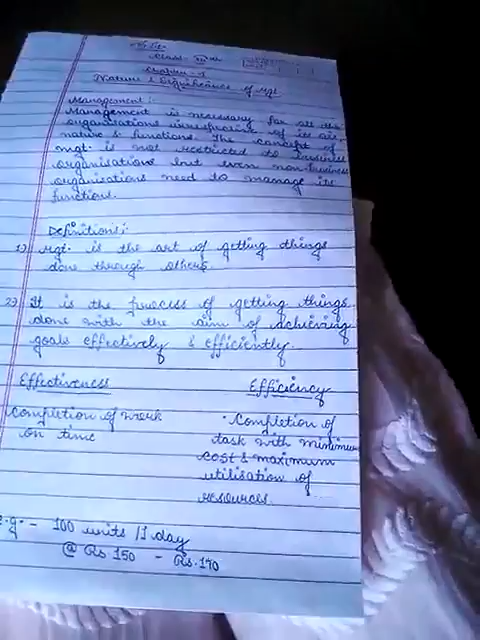 Class - XIIth
Chapter - 1
Nature & Significance of Mgt
Management :-
Management is necessary for all the
organisations irrespective of its
nature & functions. The concept of
mgt. is not restricted to business
organisations but even non-business
organisations need to manage its
functions.
Definitions:-
1) Mgt. is the art of getting things
done through others.
2) It is the process of getting things
done with the aim of achieving
goals effectively & efficiently.
Effectiveness Efficiency
Completion of work
on time
• Completion of
task with minimum
cost & maximum
utilisation of
resources.
e.g. - 100 units /1 day
@ Rs 150 - Rs. 140